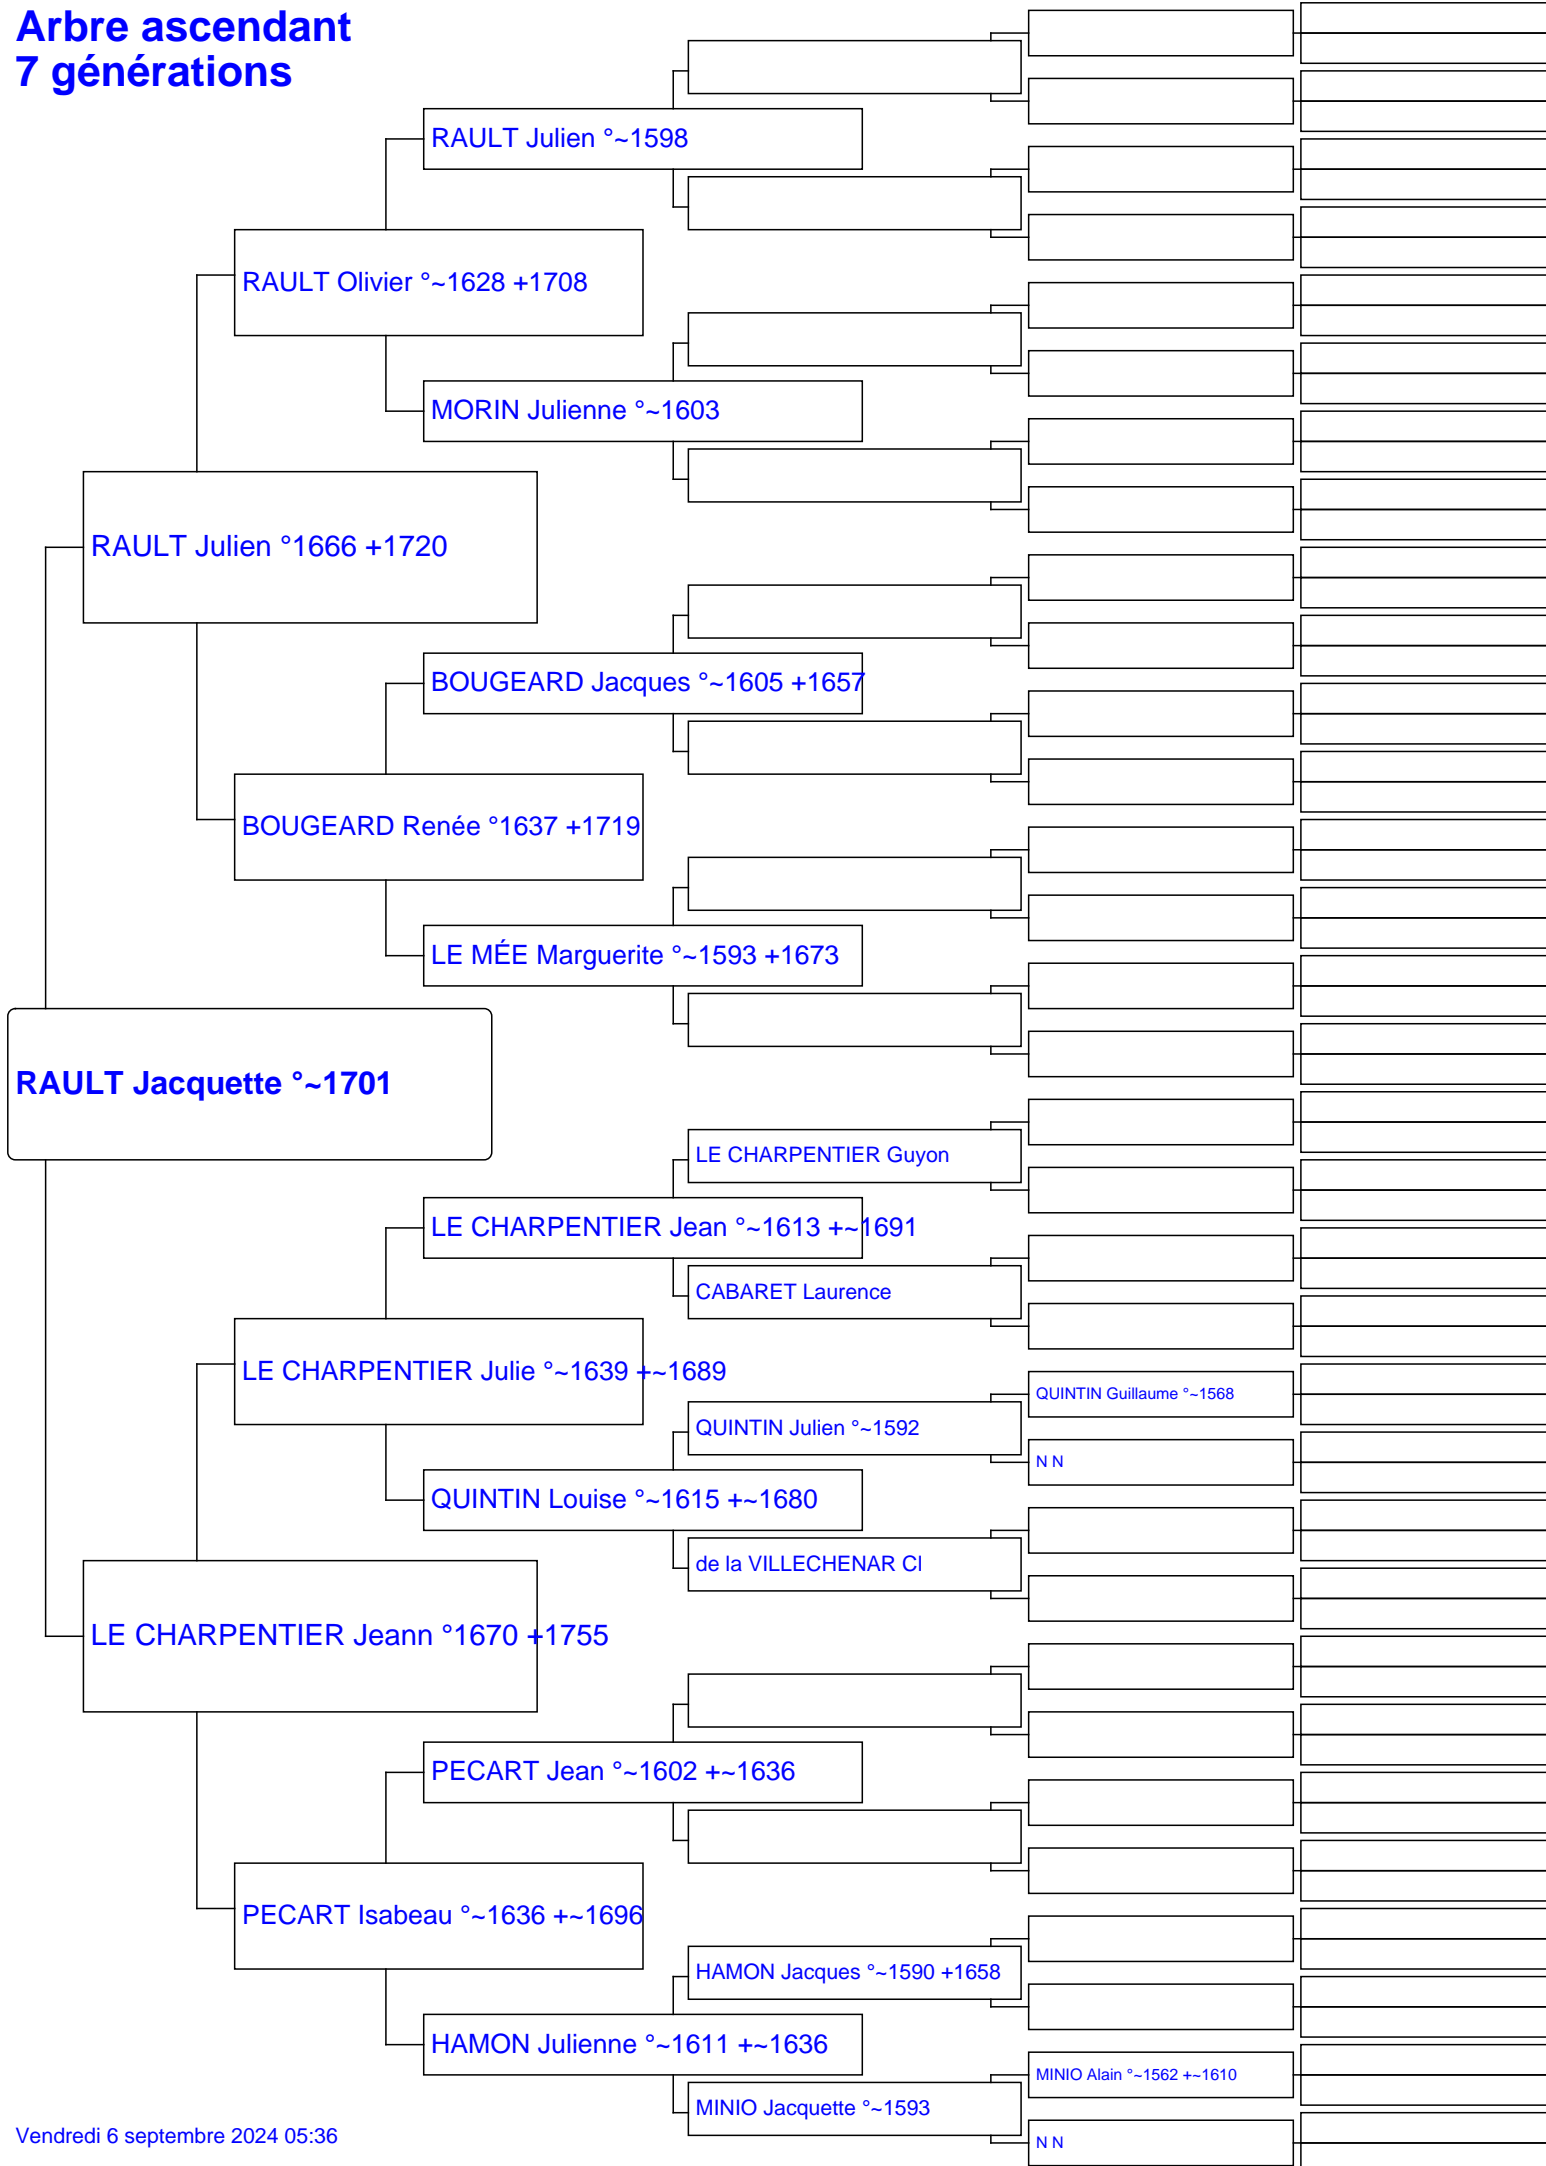 Arbre ascendant
7 générations
RAULT Julien °~1598
RAULT Olivier °~1628 +1708
MORIN Julienne °~1603
RAULT Julien °1666 +1720
BOUGEARD Jacques °~1605 +1657
BOUGEARD Renée °1637 +1719
LE MÉE Marguerite °~1593 +1673
RAULT Jacquette °~1701
LE CHARPENTIER Guyon
LE CHARPENTIER Jean °~1613 +~1691
CABARET Laurence
LE CHARPENTIER Julie °~1639 +~1689
QUINTIN Guillaume °~1568
QUINTIN Julien °~1592
N N
QUINTIN Louise °~1615 +~1680
de la VILLECHENAR Cl
LE CHARPENTIER Jeann °1670 +1755
PECART Jean °~1602 +~1636
PECART Isabeau °~1636 +~1696
HAMON Jacques °~1590 +1658
HAMON Julienne °~1611 +~1636
MINIO Alain °~1562 +~1610
MINIO Jacquette °~1593
N N
Vendredi 6 septembre 2024 05:36